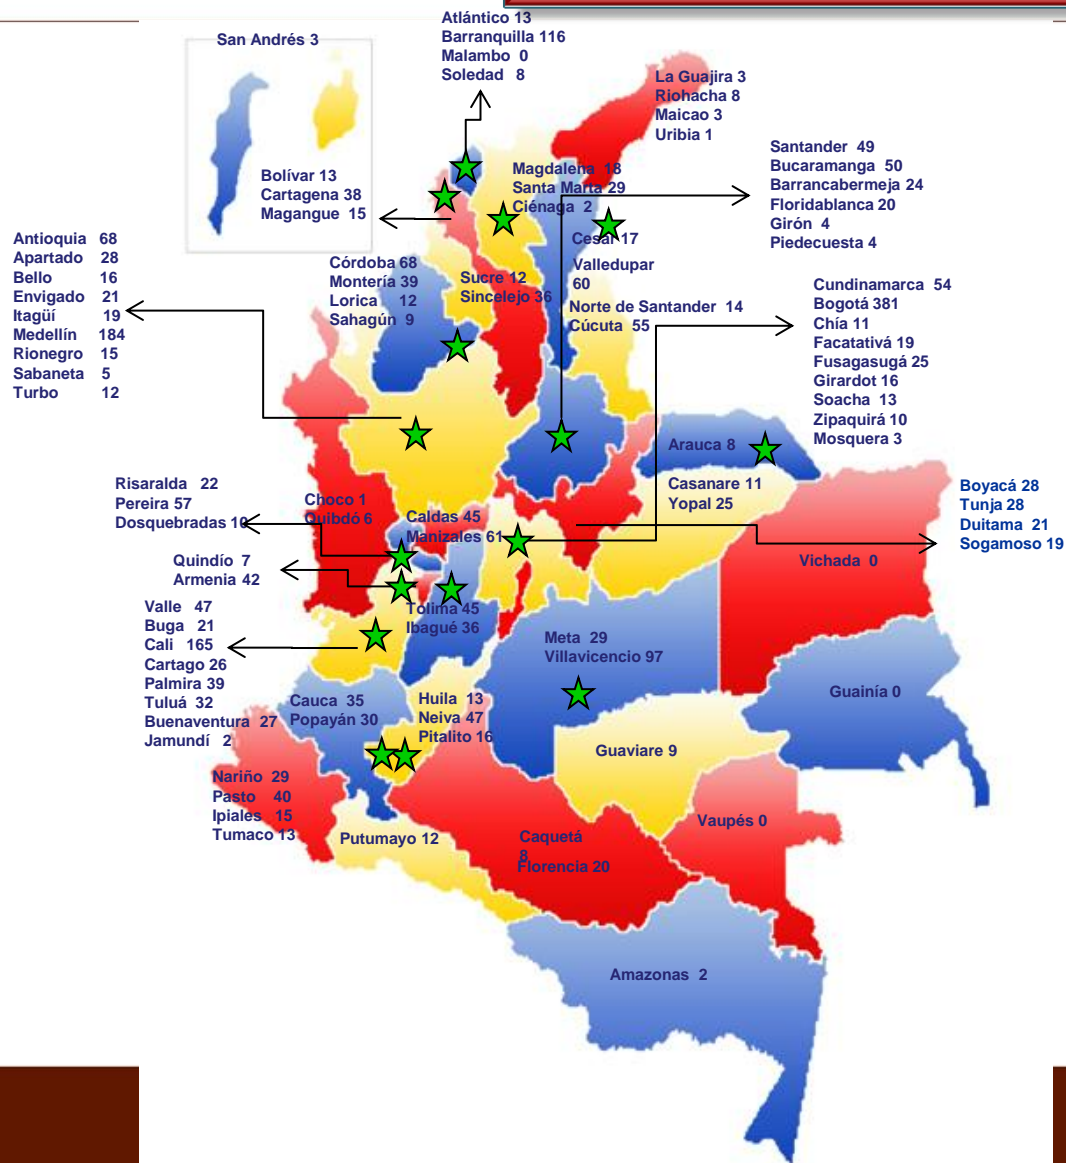 Atlántico 13
Barranquilla 116
Malambo 0
Soledad 8
San Andrés 3
La Guajira 3
Riohacha 8
Maicao 3
Uribia 1
Bolívar 13
Cartagena 38
Magangue 15
Magdalena 18
Santa Marta 29
Ciénaga 2
Santander 49
Bucaramanga 50
Barrancabermeja 24
Floridablanca 20
Girón 4
Piedecuesta 4
Antioquia 68
Apartado 28
Bello 16
Envigado 21
Itagüí 19
Medellín 184
Rionegro 15
Sabaneta 5
Turbo 12
Córdoba 68
Montería 39
Lorica 12
Sahagún 9
Sucre 12
Sincelejo 36
Cesar 17
Valledupar
60
Norte de Santander 14
Cúcuta 55
Cundinamarca 54
Bogotá 381
Chía 11
Facatativá 19
Fusagasugá 25
Girardot 16
Soacha 13
Zipaquirá 10
Mosquera 3
Arauca 8
Casanare 11
Yopal 25
Risaralda 22
Pereira 57
Dosquebradas 10
Choco 1
Quibdó 6
Caldas 45
Manizales 61
Boyacá 28
Tunja 28
Duitama 21
Sogamoso 19
Vichada 0
Quindío 7
Armenia 42
Valle 47
Buga 21
Cali 165
Cartago 26
Palmira 39
Tuluá 32
Buenaventura 27
Jamundí 2
Tolima 45
Ibagué 36
Meta 29
Villavicencio 97
Guainía 0
Cauca 35
Popayán 30
Huila 13
Neiva 47
Pitalito 16
Guaviare 9
Nariño 29
Pasto 40
Ipiales 15
Tumaco 13
Putumayo 12
Caquetá
8
Florencia 20
Vaupés 0
Amazonas 2